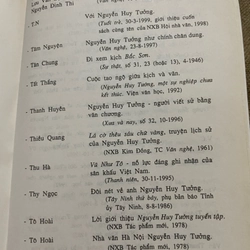 Nguyễn Đình Thi
Với Nguyễn Huy Tưởng.
T.N
(Tuổi trẻ, 30-3-1999, giới thiệu cuốn
sách cùng tên của NXB Hội nhà văn, 1998)
Tâm Nguyên
Nguyễn Huy Tưởng như chính chân dung.
(Văn nghệ, 23-8-1997)
Tân Chung
Đi xem kịch Bắc Sơn.
(Sự thật, số 31, 23 (hoặc 13), 4-1946)
Tất Thắng
Cuộc tao ngộ giữa kịch và văn.
(Nguyễn Huy Tưởng, một sự nghiệp chưa
kết thúc. Viện văn học, 1992)
Thanh Huyền
Nguyễn Huy Tưởng - người viết sử bằng
văn chương.
(Xưa và nay, số 32, 10-1996)
Thiều Quang
Lá cờ thêu sáu chữ vàng, truyện lịch sử
của Nguyễn Huy Tưởng.
(NXB Kim Đồng, TC Văn nghệ, 1961)
Thu Hà
Vũ Như Tô - nỗ lực đáng ghi nhận của
sân khấu Việt Nam.
(Thanh niên, 30-11-1995)
Thy Ngọc
Đôi nét về anh Nguyễn Huy Tưởng.
(Tây Ninh thứ bảy, phụ bản báo Tỉnh
ủy Tây Ninh, 8-8-1986)
Tô Hoài
Lời giới thiệu Nguyễn Huy Tưởng tuyển tập.
(NXB Tác phẩm mới, 1978)
Tô Hoài
Nhà văn Hà Nội Nguyễn Huy Tưởng.
(NXB Tác phẩm mới, 1978)